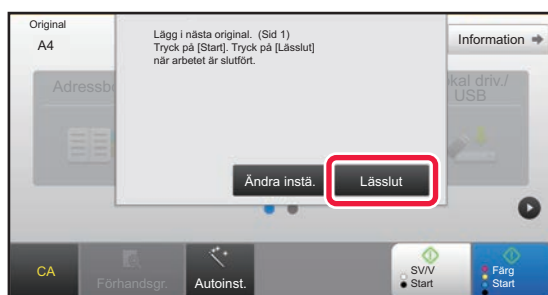 Original
A4
Lägg i nästa original. (Sid 1)
Tryck på [Start]. Tryck på [Lässlut]
när arbetet är slutfört.
Information
Adressb
kal driv./
USB
Ändra instä.
Lässlut
CA
Förhandsgr.
Autoinst.
SV/V
Start
Färg
Start